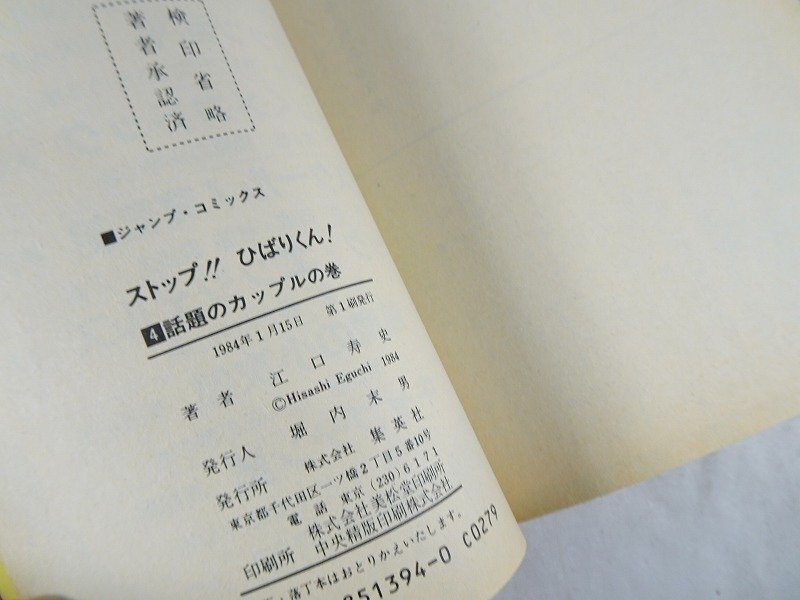 検印省略
著者承認済
■ジャンプ・コミックス
ストップ!! ひばりくん!
4 話題のカップルの巻
1984年1月15日 第1刷発行
著者 江口寿史
©Hisashi Eguchi 1984
発行人 堀内末男
発行所 株式会社 集英社
東京都千代田区一ツ橋2丁目5番10号
電話 東京 (230) 6171
株式会社美松堂印刷所
印刷所 中央精版印刷株式会社
落丁本はおとりかえいたします。
851394-0 C0279